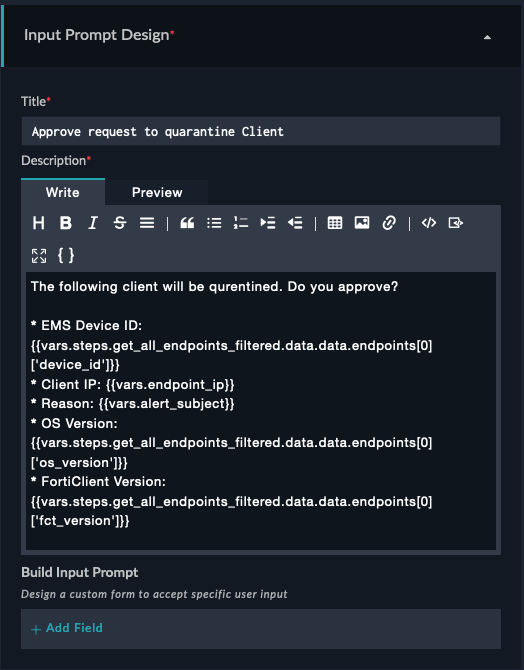 Input Prompt Design*
Title*
Approve request to quarantine Client
Description*
Write Preview
The following client will be qurentined. Do you approve?
* EMS Device ID:
{{vars.steps.get_all_endpoints_filtered.data.data.endpoints[0]
['device_id']}}
* Client IP: {{vars.endpoint_ip}}
* Reason: {{vars.alert_subject}}
* OS Version:
{{vars.steps.get_all_endpoints_filtered.data.data.endpoints[0]
['os_version']}}
* FortiClient Version:
{{vars.steps.get_all_endpoints_filtered.data.data.endpoints[0]
['fct_version']}}
Build Input Prompt
Design a custom form to accept specific user input
+ Add Field